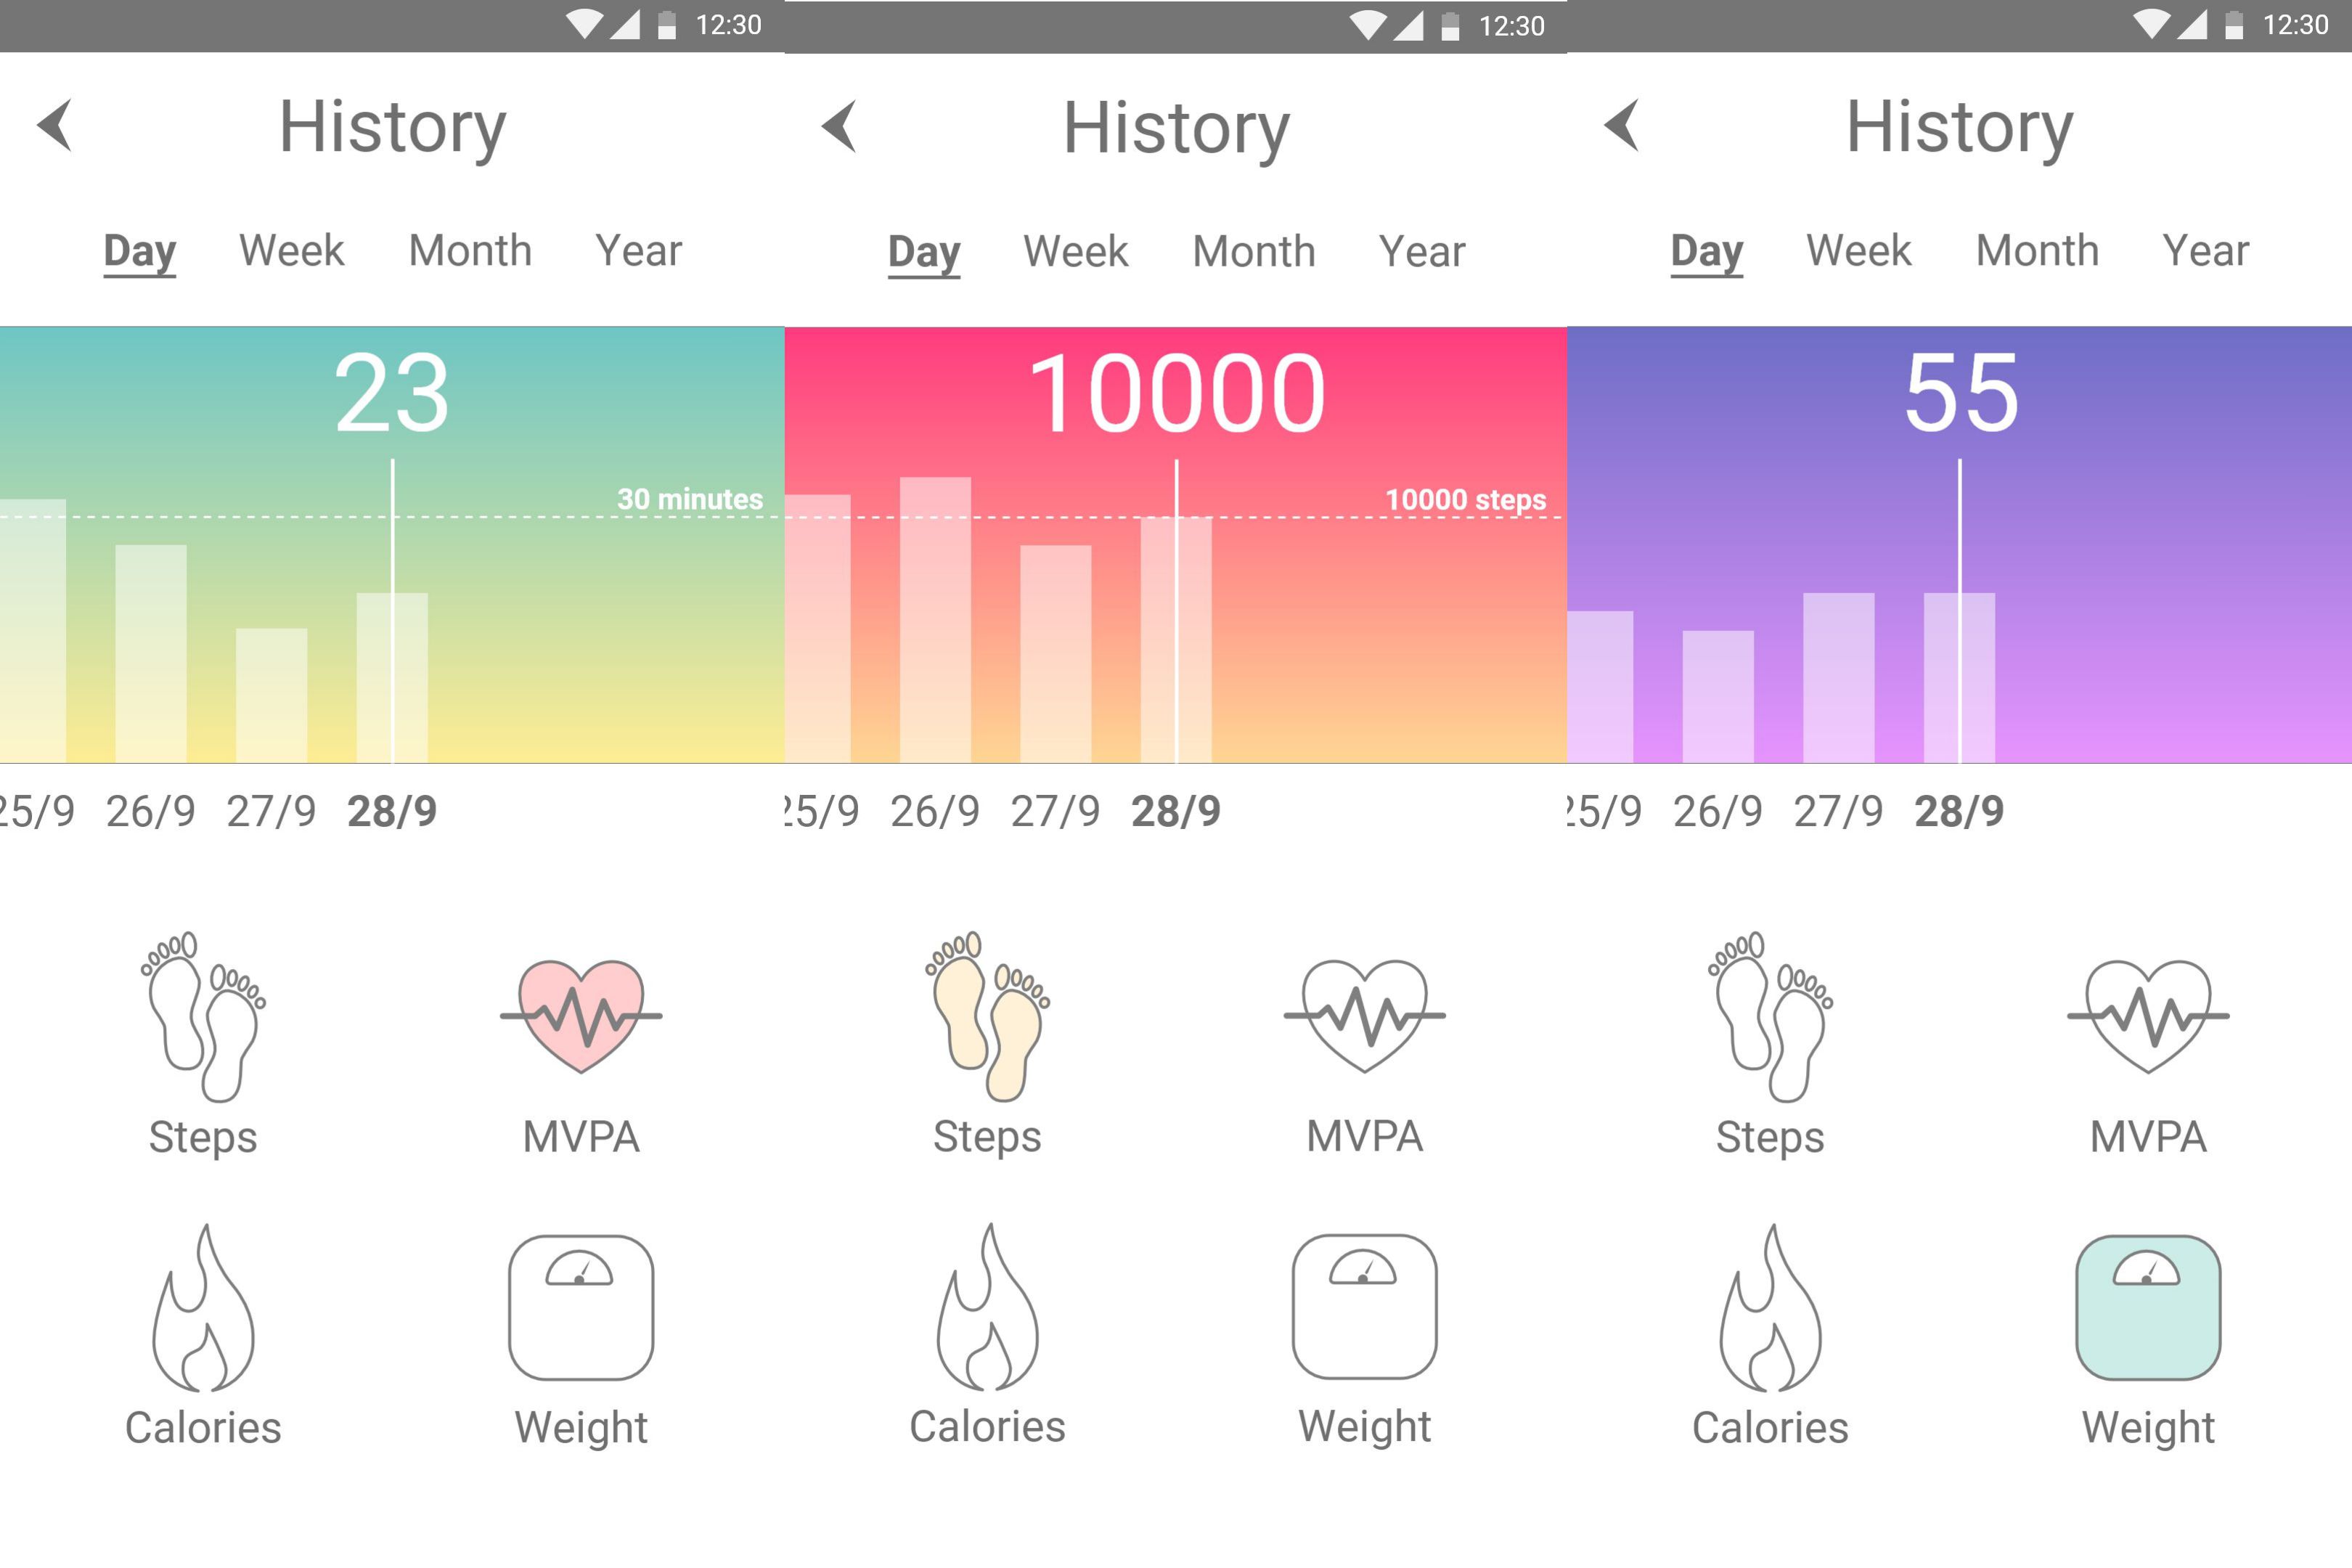 12:30
History
Day Week Month Year
23
30 minutes
25/9 26/9 27/9 28/9
Steps MVPA
Calories Weight
12:30
History
Day Week Month Year
10000
10000 steps
25/9 26/9 27/9 28/9
Steps MVPA
Calories Weight
12:30
History
Day Week Month Year
55
25/9 26/9 27/9 28/9
Steps MVPA
Calories Weight